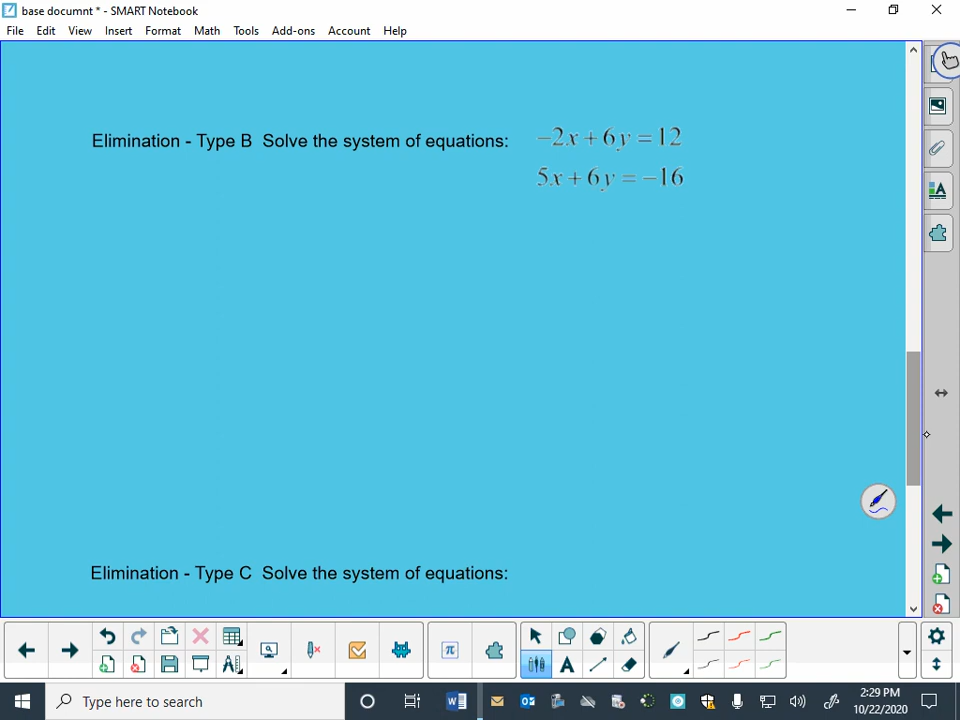 base documnt * - SMART Notebook
File Edit View Insert Format Math Tools Add-ons Account Help
Elimination - Type B Solve the system of equations: -2x + 6y = 12
5x + 6y = -16
Elimination - Type C Solve the system of equations:
π
A
Type here to search
2:29 PM
10/22/2020